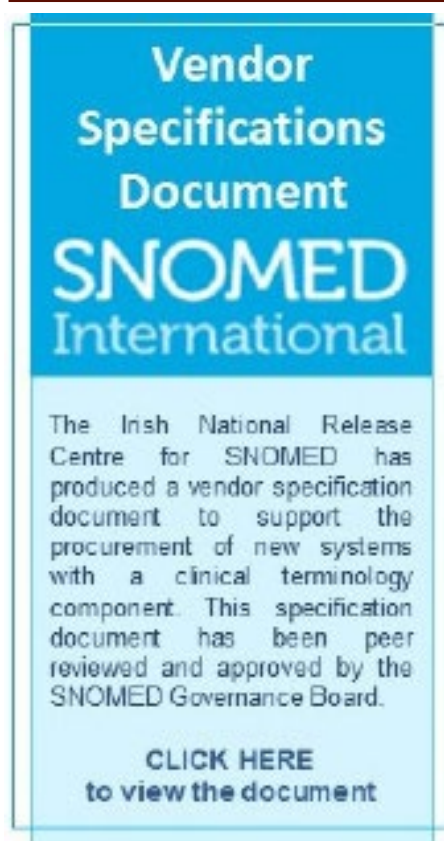 Vendor
Specifications
Document
SNOMED
International
The Irish National Release
Centre for SNOMED has
produced a vendor specification
document to support the
procurement of new systems
with a clinical terminology
component. This specification
document has been peer
reviewed and approved by the
SNOMED Governance Board.
CLICK HERE
to view the document